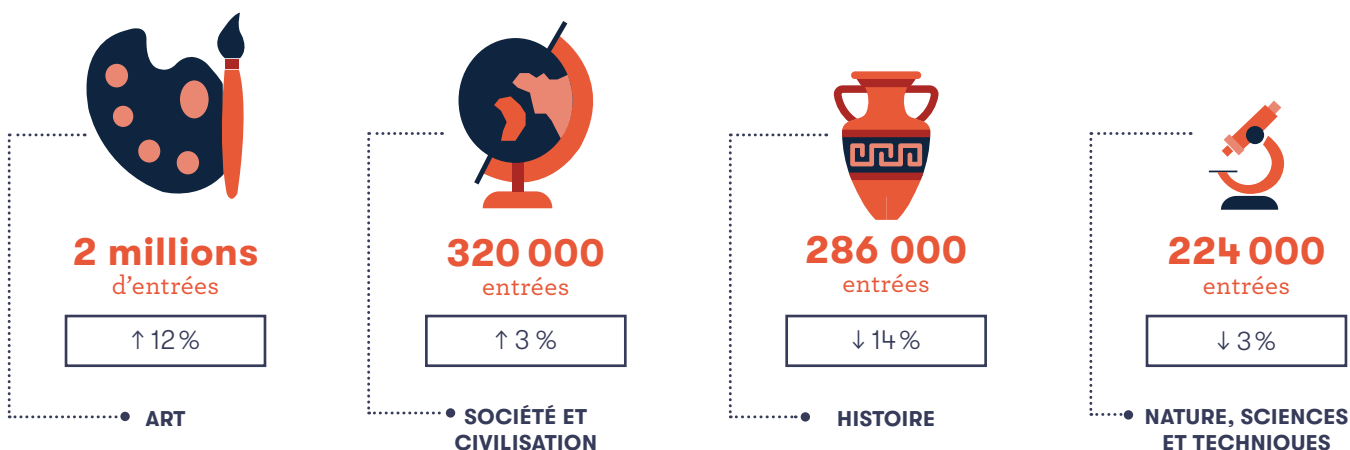 2 millions
d'entrées
↑ 12 %
ART
320 000
entrées
↑ 3 %
SOCIÉTÉ ET
CIVILISATION
286 000
entrées
↓ 14 %
HISTOIRE
224 000
entrées
↓ 3 %
NATURE, SCIENCES
ET TECHNIQUES